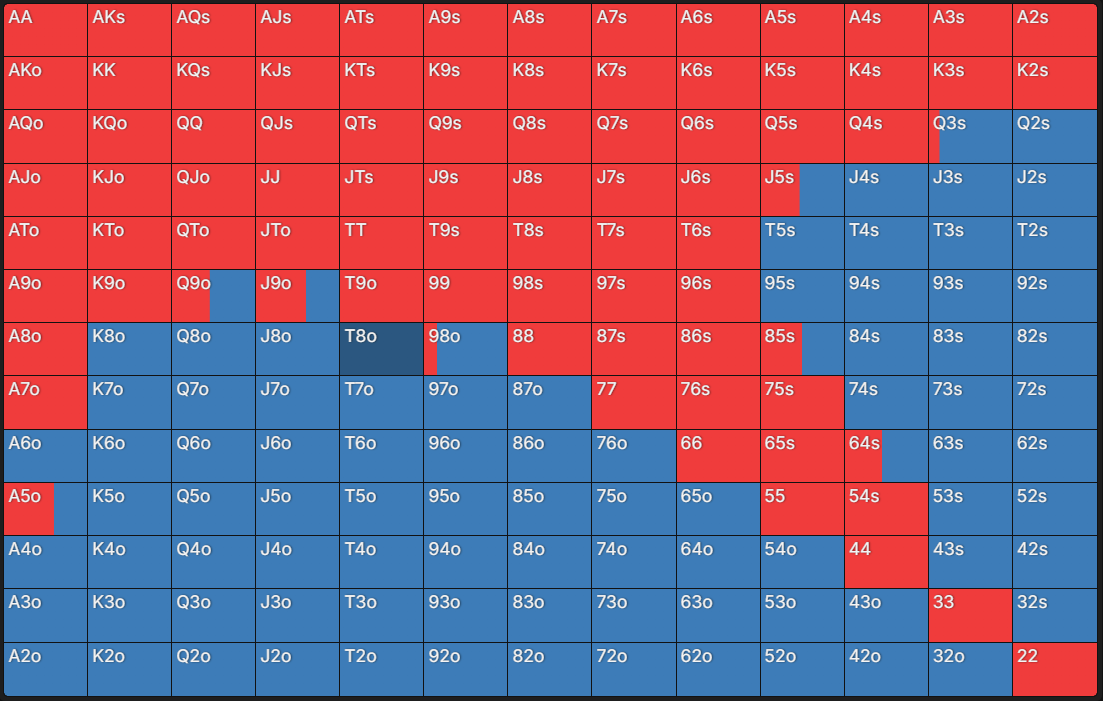 AA AKs AQs AJs ATs A9s A8s A7s A6s A5s A4s A3s A2s
AKo KK KQs KJs KTs K9s K8s K7s K6s K5s K4s K3s K2s
AQo KQo QQ QJs QTs Q9s Q8s Q7s Q6s Q5s Q4s Q3s Q2s
AJo KJo QJo JJ JTs J9s J8s J7s J6s J5s J4s J3s J2s
ATo KTo QTo JTo TT T9s T8s T7s T6s T5s T4s T3s T2s
A9o K9o Q9o J9o T9o 99 98s 97s 96s 95s 94s 93s 92s
A8o K8o Q8o J8o T8o 98o 88 87s 86s 85s 84s 83s 82s
A7o K7o Q7o J7o T7o 97o 87o 77 76s 75s 74s 73s 72s
A6o K6o Q6o J6o T6o 96o 86o 76o 66 65s 64s 63s 62s
A5o K5o Q5o J5o T5o 95o 85o 75o 65o 55 54s 53s 52s
A4o K4o Q4o J4o T4o 94o 84o 74o 64o 54o 44 43s 42s
A3o K3o Q3o J3o T3o 93o 83o 73o 63o 53o 43o 33 32s
A2o K2o Q2o J2o T2o 92o 82o 72o 62o 52o 42o 32o 22